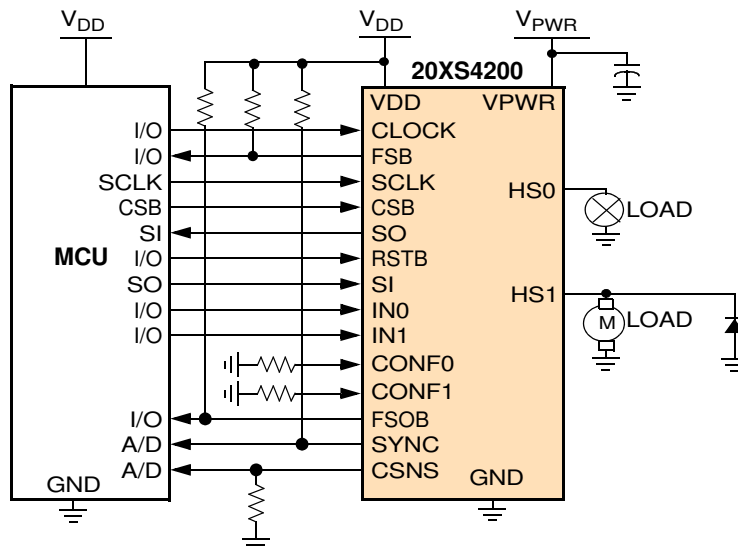 VDD
VDD
VPWR
20XS4200
VDD
VPWR
I/O
CLOCK
I/O
FSB
SCLK
SCLK
HS0
CSB
CSB
LOAD
SI
SO
MCU
I/O
RSTB
SO
SI
HS1
I/O
IN0
M
LOAD
I/O
IN1
CONF0
CONF1
I/O
FSOB
A/D
SYNC
A/D
CSNS
GND
GND